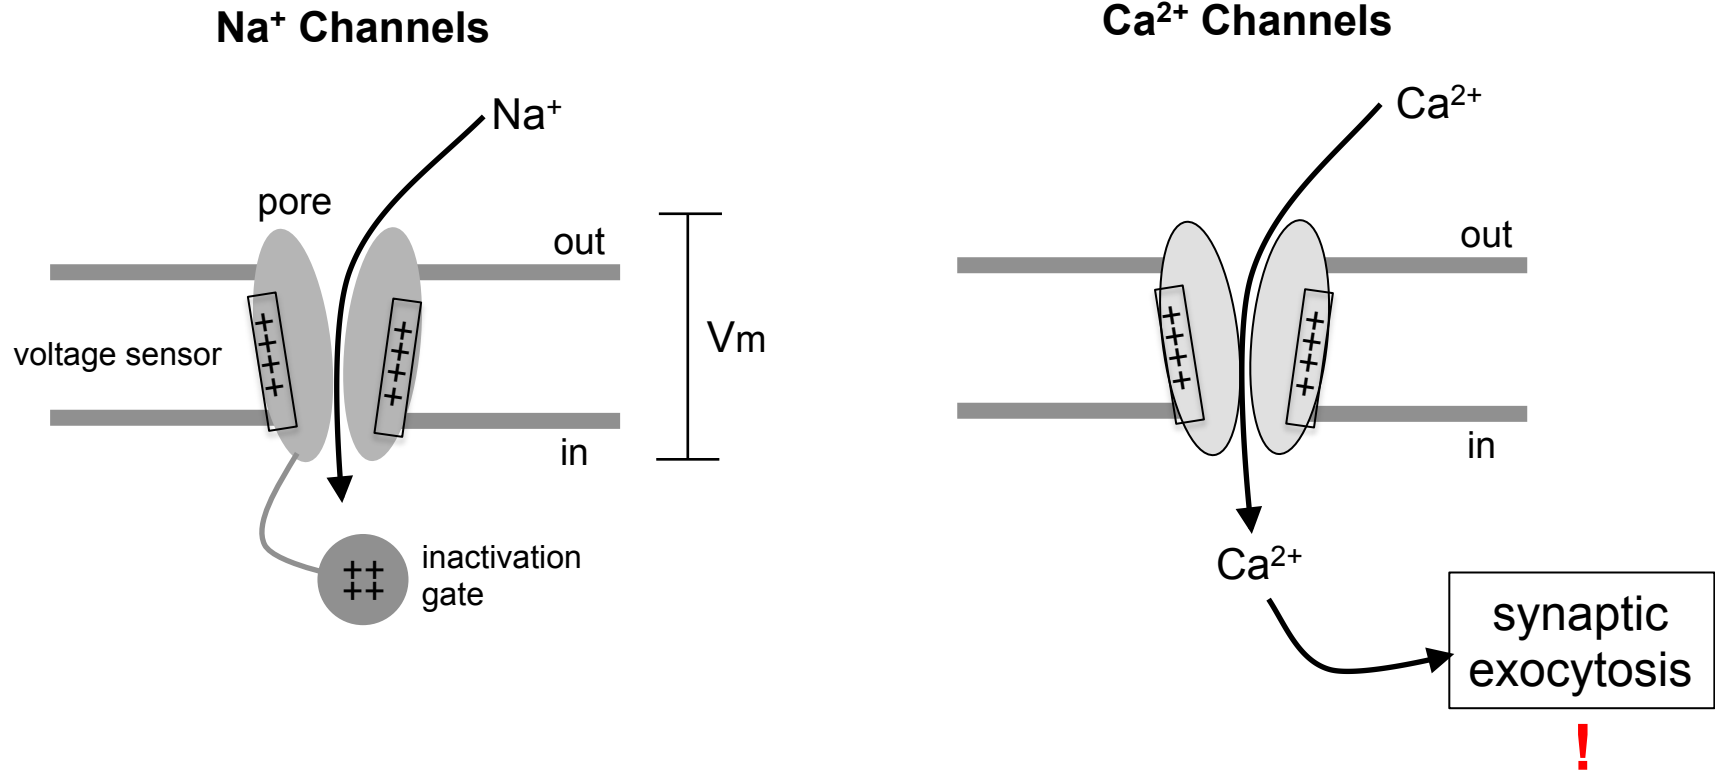 Na⁺ Channels
Na⁺
pore
out
voltage sensor
++++
++++
Vm
in
++
++
inactivation
gate
Ca²⁺ Channels
Ca²⁺
out
++++
++++
in
Ca²⁺
synaptic
exocytosis
!